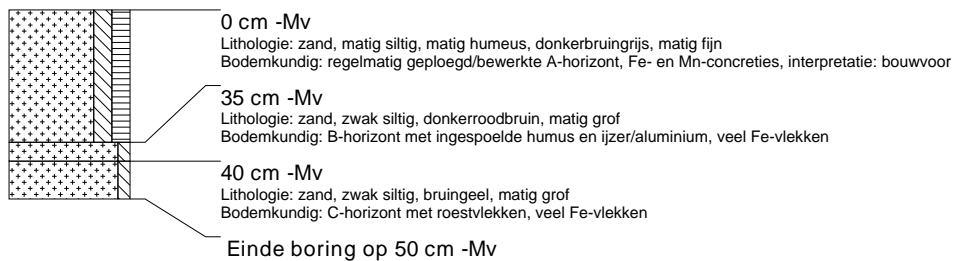 0 cm -Mv
Lithologie: zand, matig siltig, matig humeus, donkerbruingrijs, matig fijn
Bodemkundig: regelmatig geploegd/bewerkte A-horizont, Fe- en Mn-concreties, interpretatie: bouwvoor
35 cm -Mv
Lithologie: zand, zwak siltig, donkerroodbruin, matig grof
Bodemkundig: B-horizont met ingespoelde humus en ijzer/aluminium, veel Fe-vlekken
40 cm -Mv
Lithologie: zand, zwak siltig, bruingeel, matig grof
Bodemkundig: C-horizont met roestvlekken, veel Fe-vlekken
Einde boring op 50 cm -Mv